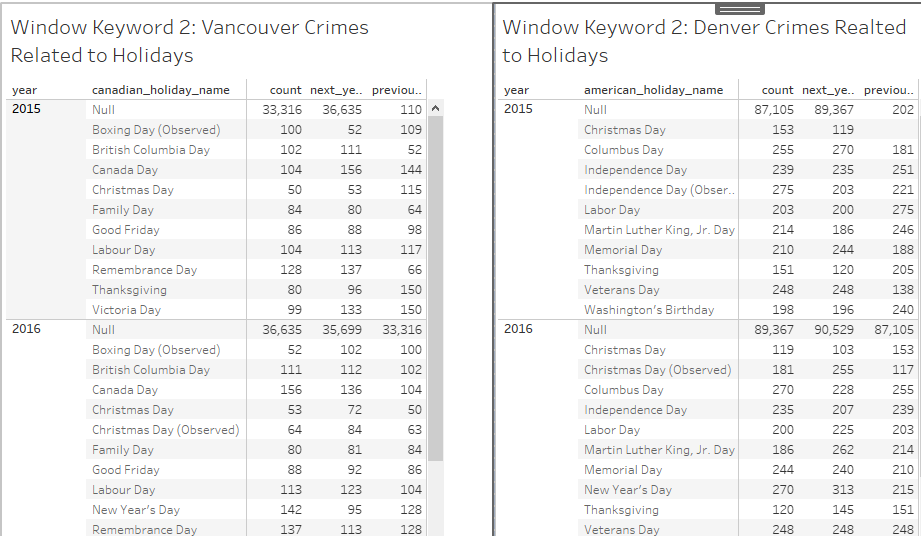 Window Keyword 2: Vancouver Crimes
Related to Holidays
year canadian_holiday_name count next_ye.. previou..
2015 Null 33,316 36,635 110
Boxing Day (Observed) 100 52 109
British Columbia Day 102 111 52
Canada Day 104 156 144
Christmas Day 50 53 115
Family Day 84 80 64
Good Friday 86 88 98
Labour Day 104 113 117
Remembrance Day 128 137 66
Thanksgiving 80 96 150
Victoria Day 99 133 150
2016 Null 36,635 35,699 33,316
Boxing Day (Observed) 52 102 100
British Columbia Day 111 112 102
Canada Day 156 136 104
Christmas Day 53 72 50
Christmas Day (Observed) 64 84 63
Family Day 80 81 84
Good Friday 88 92 86
Labour Day 113 123 104
New Year's Day 142 95 128
Remembrance Day 137 113 128
Window Keyword 2: Denver Crimes Realted
to Holidays
year american_holiday_name count next_ye.. previou..
2015 Null 87,105 89,367 202
Christmas Day 153 119
Columbus Day 255 270 181
Independence Day 239 235 251
Independence Day (Obser.. 275 203 221
Labor Day 203 200 275
Martin Luther King, Jr. Day 214 186 246
Memorial Day 210 244 188
Thanksgiving 151 120 205
Veterans Day 248 248 138
Washington's Birthday 198 196 240
2016 Null 89,367 90,529 87,105
Christmas Day 119 103 153
Christmas Day (Observed) 181 255 117
Columbus Day 270 228 255
Independence Day 235 207 239
Labor Day 200 225 203
Martin Luther King, Jr. Day 186 262 214
Memorial Day 244 240 210
New Year's Day 270 313 215
Thanksgiving 120 145 151
Veterans Day 248 248 248